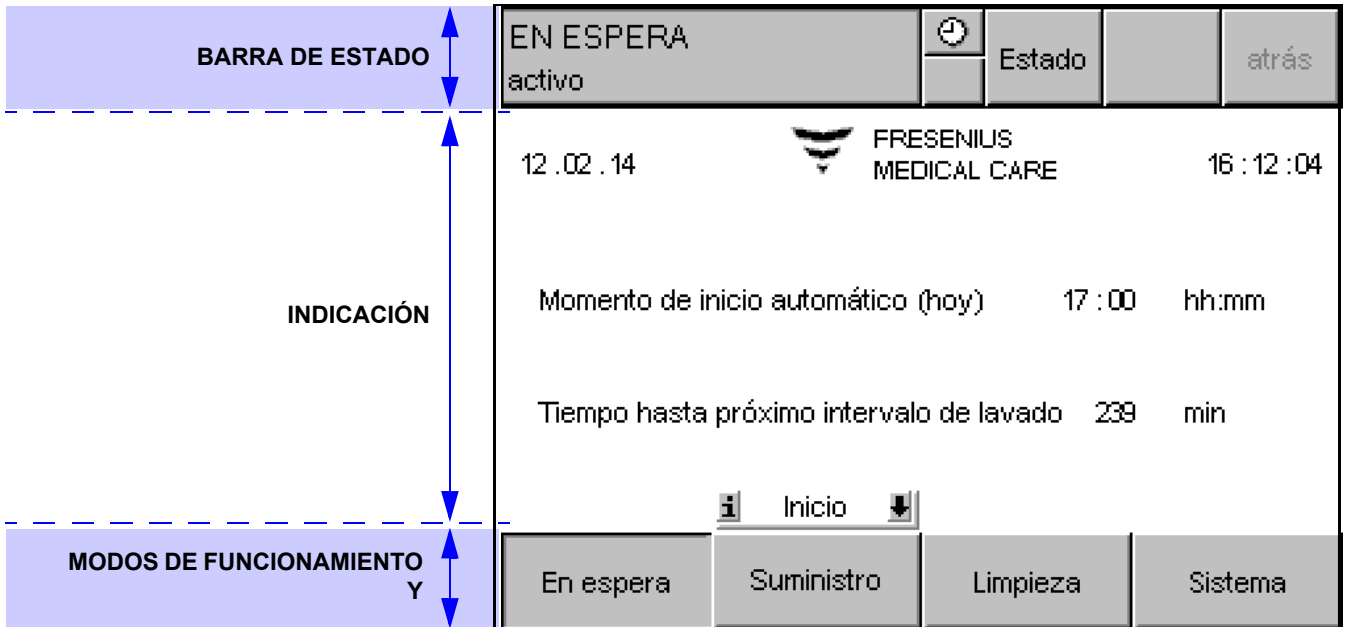 BARRA DE ESTADO
EN ESPERA
activo
Estado
atrás
12.02.14
FRESENIUS
MEDICAL CARE
16:12:04
INDICACIÓN
Momento de inicio automático (hoy) 17:00 hh:mm
Tiempo hasta próximo intervalo de lavado 239 min
i Inicio
MODOS DE FUNCIONAMIENTO
Y
En espera
Suministro
Limpieza
Sistema